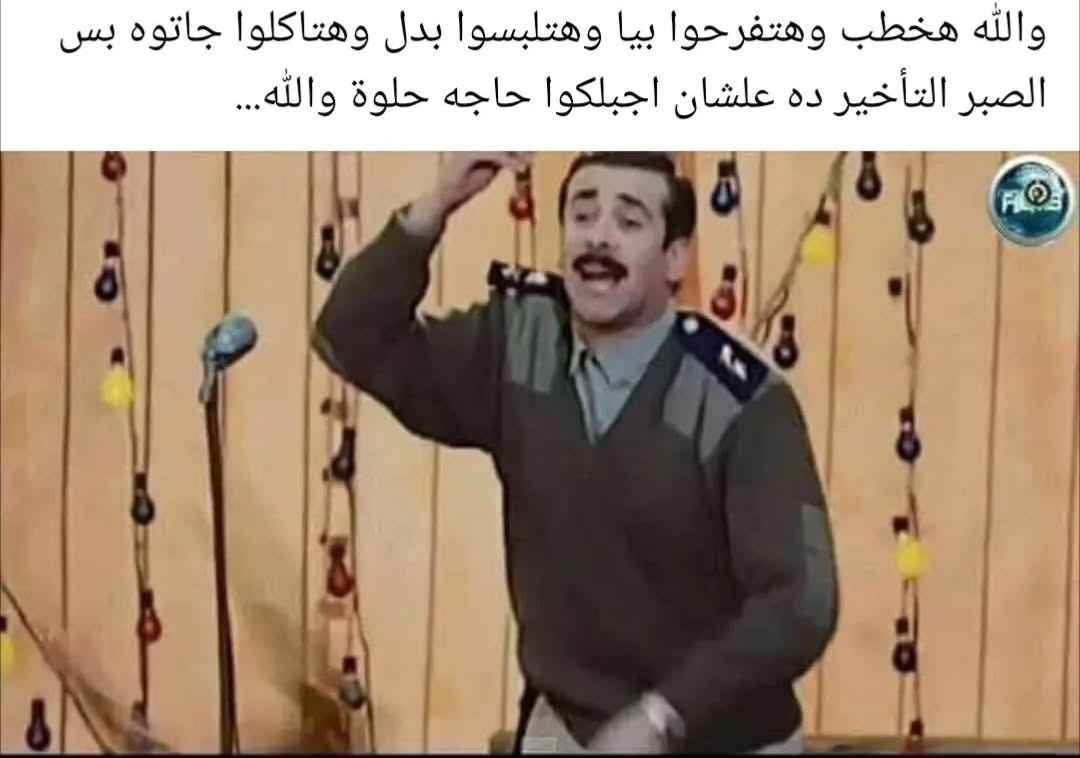 والله هخطب وهتفرحوا بيا وهتلبسوا بدل وهتاكلوا جاتوه بس
الصبر التأخير ده علشان اجبلكوا حاجه حلوة والله...